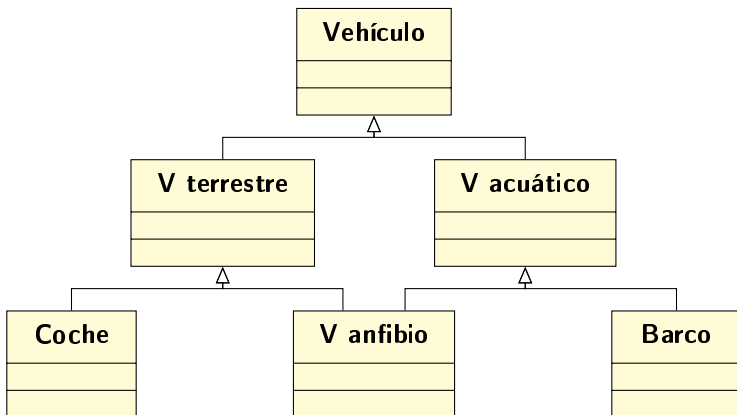 Vehículo
V terrestre
V acuático
Coche
V anfibio
Barco